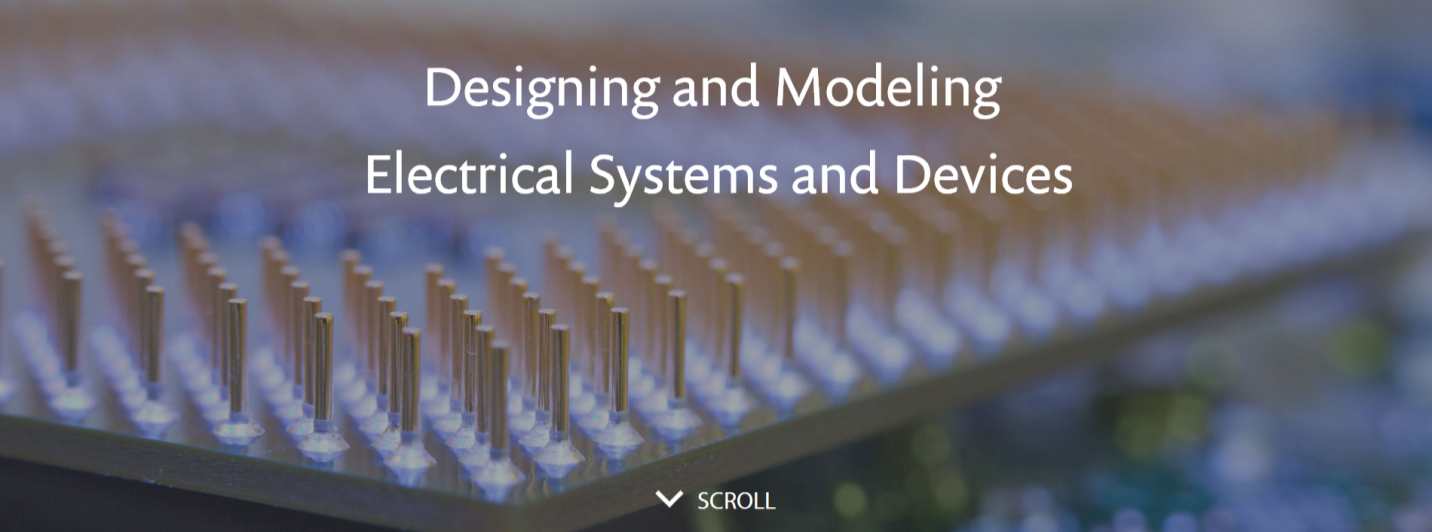 Designing and Modeling
Electrical Systems and Devices
SCROLL